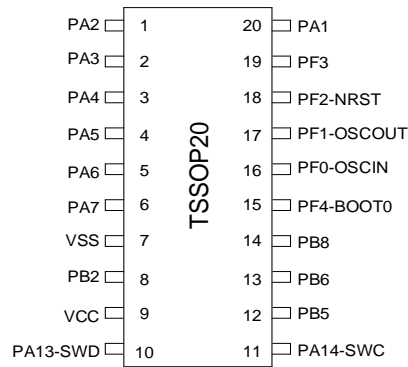 PA2 1 20 PA1
PA3 2 19 PF3
PA4 3 18 PF2-NRST
PA5 4 17 PF1-OSCOUT
PA6 5 16 PF0-OSCIN
PA7 6 15 PF4-BOOT0
VSS 7 14 PB8
PB2 8 13 PB6
VCC 9 12 PB5
PA13-SWD 10 11 PA14-SWC
TSSOP20